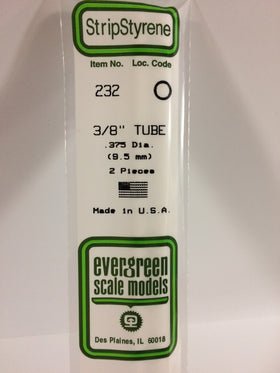 StripStyrene
Item No. Loc. Code
232
3/8" TUBE
.375 Dia.
(9.5 mm)
2 Pieces
Made in U.S.A.
evergreen
scale models
Des Plaines, IL 60018